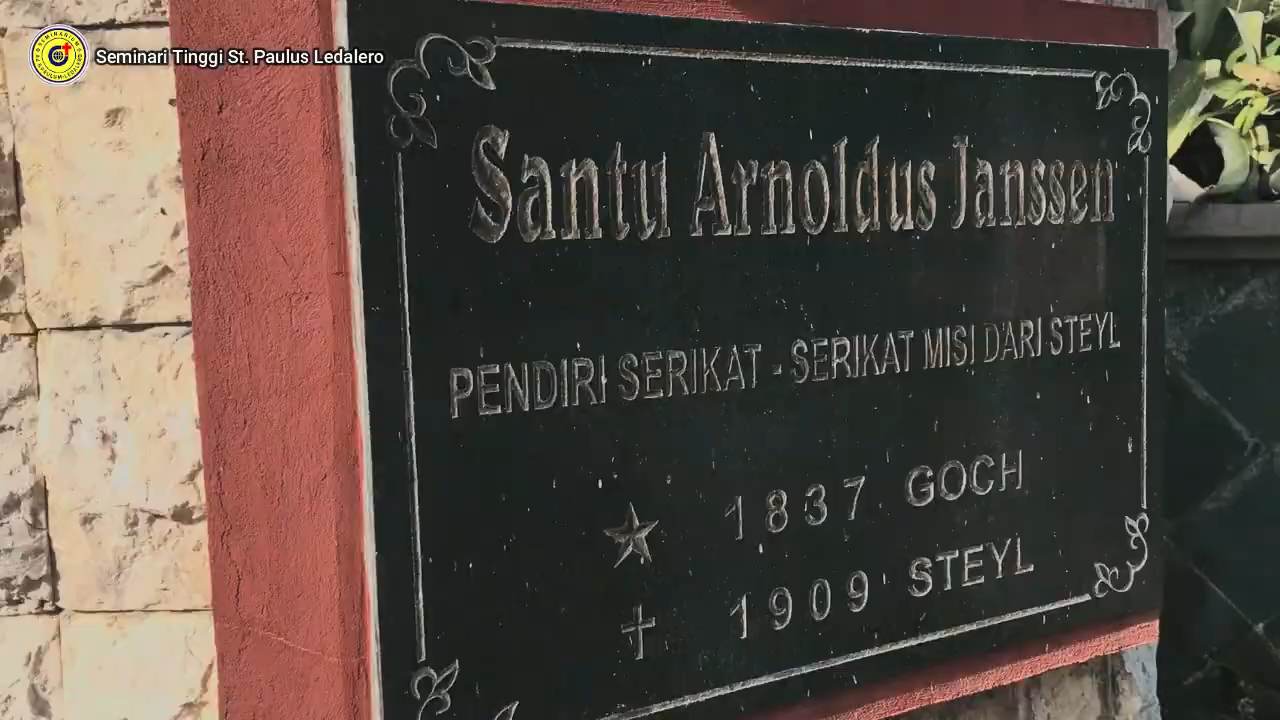 Seminari Tinggi St. Paulus Ledalero
Santu Arnoldus Janssen
PENDIRI SERIKAT - SERIKAT MISI DARI STEYL
1837 GOCH
1909 STEYL